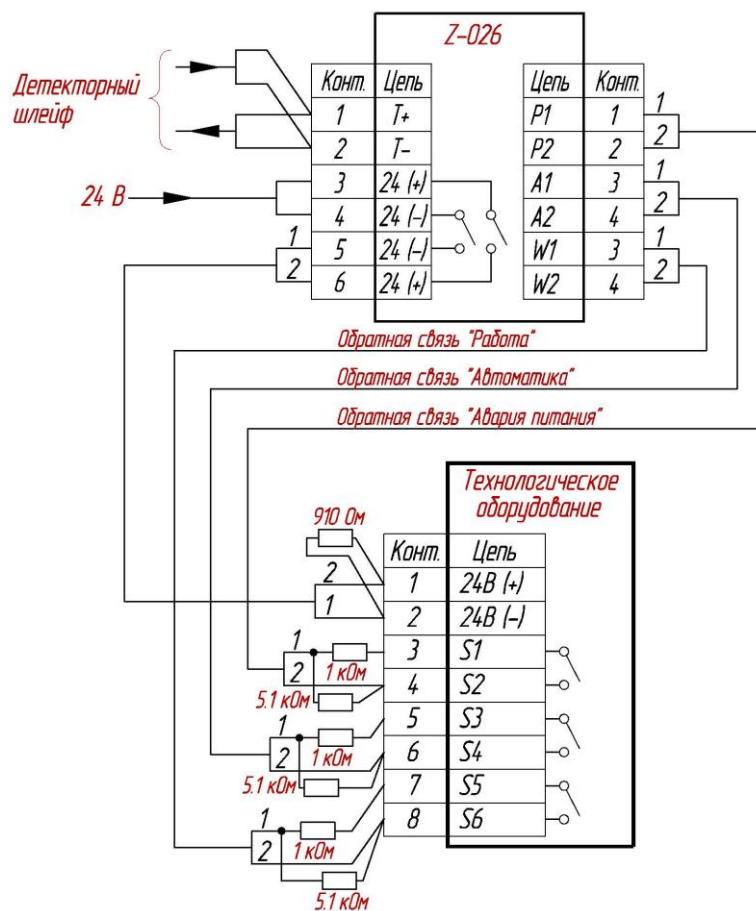 Z-026
Детекторный
шлейф
24 В
Конт. Цепь
1 Т+
2 Т-
3 24 (+)
4 24 (-)
5 24 (-)
6 24 (+)
1
2
Цепь Конт.
P1 1
P2 2
A1 3
A2 4
W1 3
W2 4
1
2
1
2
1
2
Обратная связь "Работа"
Обратная связь "Автоматика"
Обратная связь "Авария питания"
Технологическое
оборудование
910 Ом
2
1
Конт. Цепь
1 24В (+)
2 24В (-)
3 S1
4 S2
5 S3
6 S4
7 S5
8 S6
1
2
1 кОм
5.1 кОм
1
2
1 кОм
5.1 кОм
1
2
1 кОм
5.1 кОм